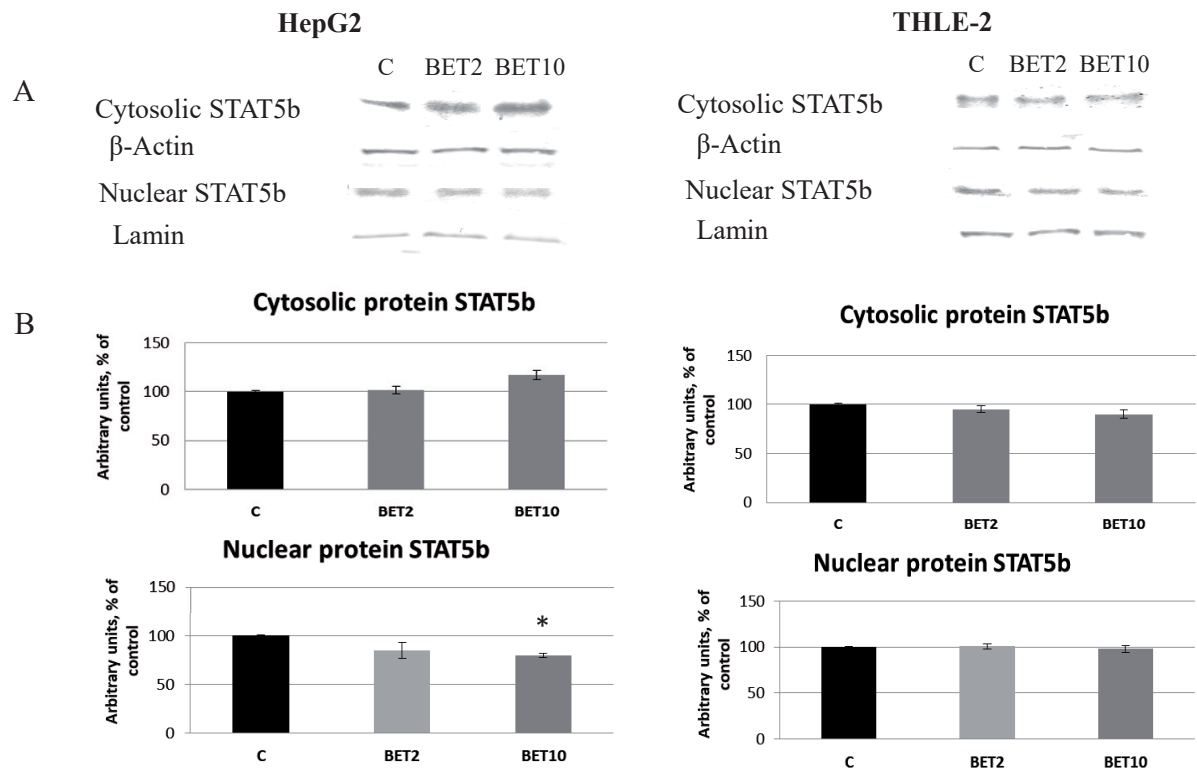 HepG2
THLE-2
A
C BET2 BET10
Cytosolic STAT5b
β-Actin
Nuclear STAT5b
Lamin
C BET2 BET10
Cytosolic STAT5b
β-Actin
Nuclear STAT5b
Lamin
B
Cytosolic protein STAT5b
Arbitrary units, % of
control
150
100
50
0
C BET2 BET10
Cytosolic protein STAT5b
Arbitrary units, % of
control
150
100
50
0
C BET2 BET10
Nuclear protein STAT5b
Arbitrary units, % of
control
150
100
50
0
*
C BET2 BET10
Nuclear protein STAT5b
Arbitrary units, % of
control
150
100
50
0
C BET2 BET10